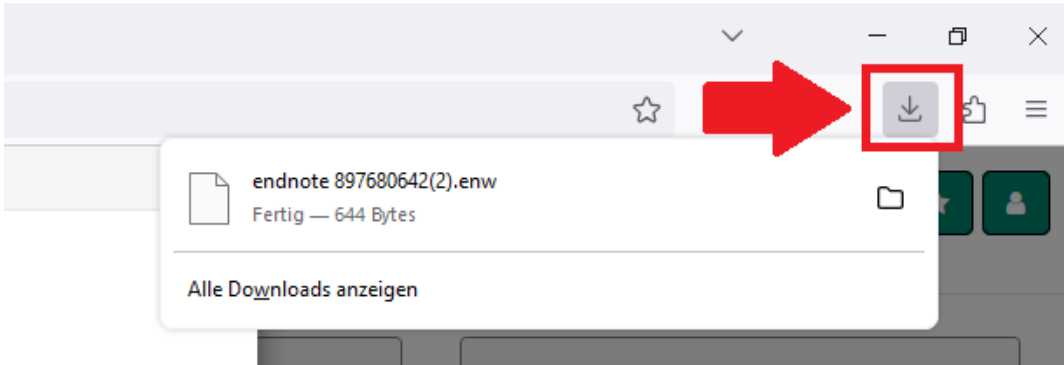 endnote 897680642(2).enw
Fertig — 644 Bytes
Alle Downloads anzeigen